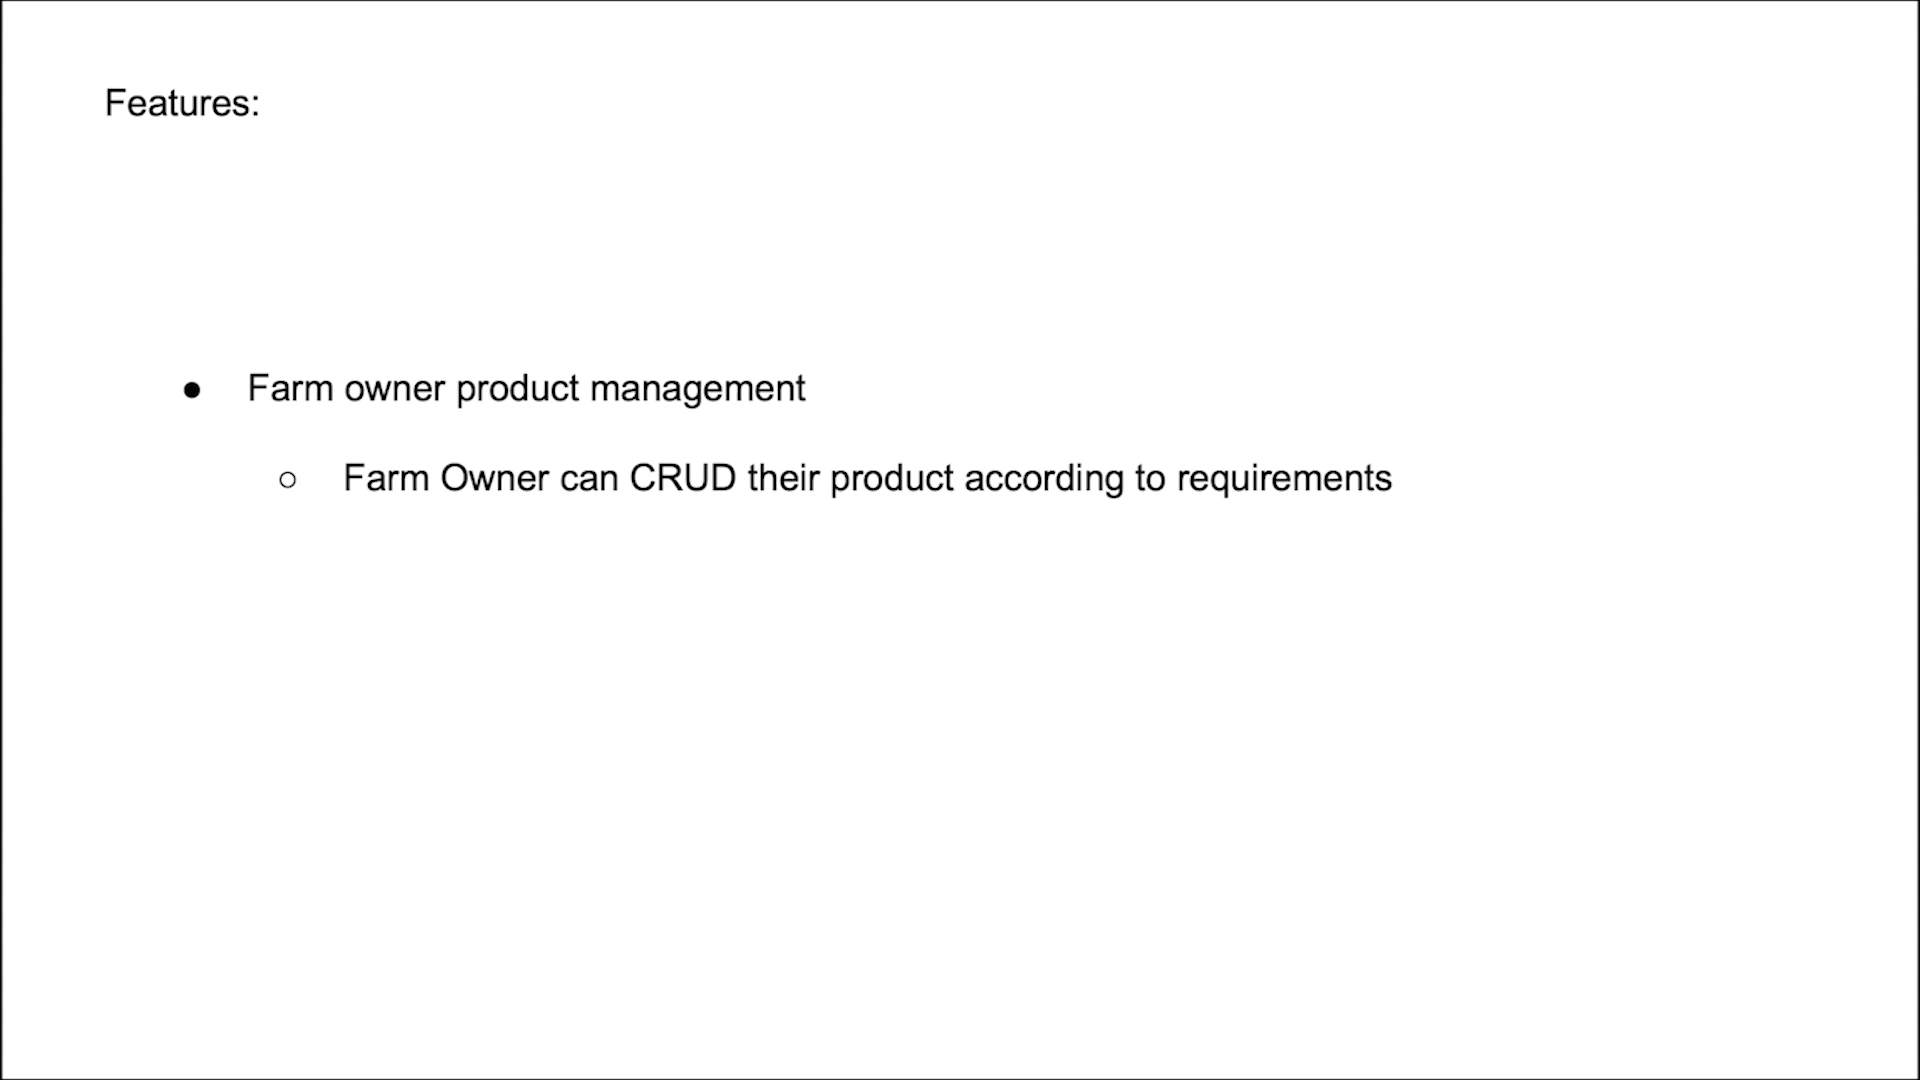 Features:
● Farm owner product management
○ Farm Owner can CRUD their product according to requirements